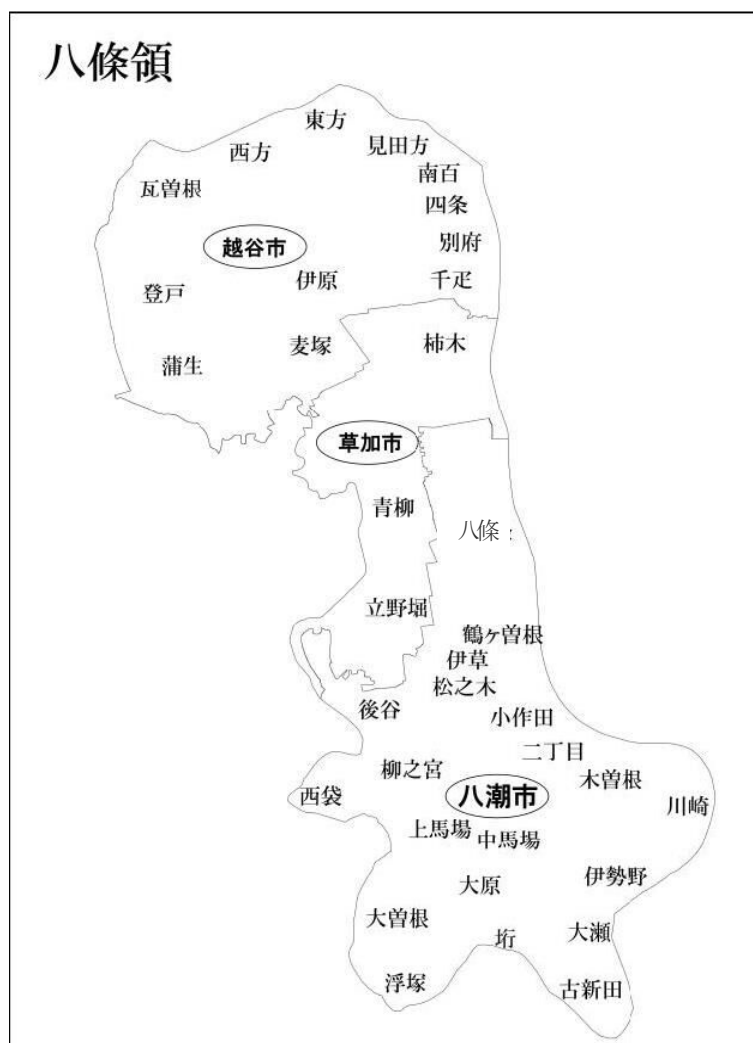 八條領
東方
見田方
西方
南百
瓦曽根
四条
越谷市
別府
伊原
千疋
登戸
麦塚
柿木
蒲生
草加市
青柳
八條 :
立野堀
鶴ヶ曽根
伊草
松之木
後谷
小作田
二丁目
柳之宮
木曽根
西袋
八潮市
川崎
上馬場
中馬場
大原
伊勢野
大曽根
大瀬
垳
浮塚
古新田